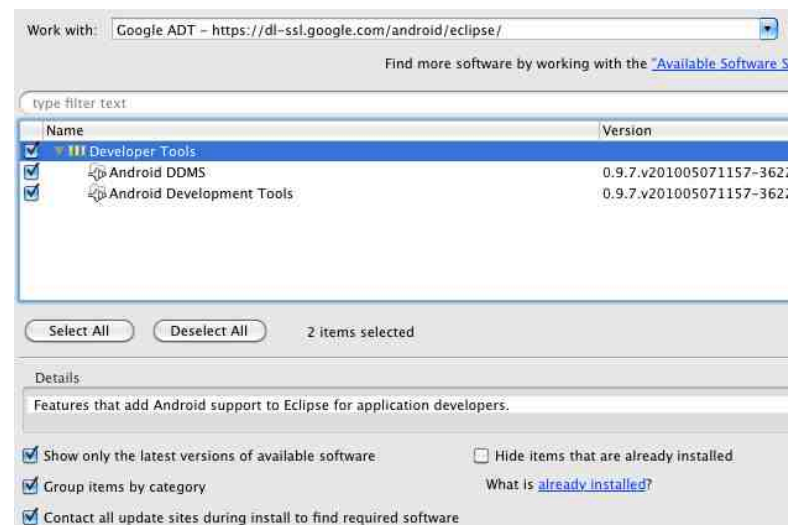 Work with: Google ADT - https://dl-ssl.google.com/android/eclipse/
Find more software by working with the "Available Software S
type filter text
Name Version
Developer Tools
Android DDMS 0.9.7.v201005071157-3622
Android Development Tools 0.9.7.v201005071157-3622
Select All Deselect All 2 items selected
Details
Features that add Android support to Eclipse for application developers.
Show only the latest versions of available software Hide items that are already installed
Group items by category What is already installed?
Contact all update sites during install to find required software